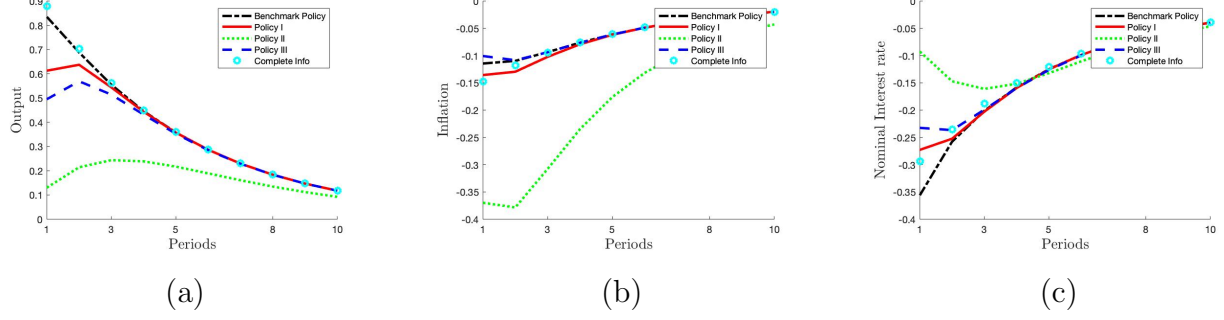 0.9
0.8
0.7
0.6
0.5
0.4
0.3
0.2
0.1
0
Output
1 3 5 8 10
Periods
Benchmark Policy
Policy I
Policy II
Policy III
Complete Info
(a)
0
-0.05
-0.1
-0.15
-0.2
-0.25
-0.3
-0.35
-0.4
Inflation
1 3 5 8 10
Periods
Benchmark Policy
Policy I
Policy II
Policy III
Complete Info
(b)
0
-0.05
-0.1
-0.15
-0.2
-0.25
-0.3
-0.35
-0.4
Nominal Interest rate
1 3 5 8 10
Periods
Benchmark Policy
Policy I
Policy II
Policy III
Complete Info
(c)